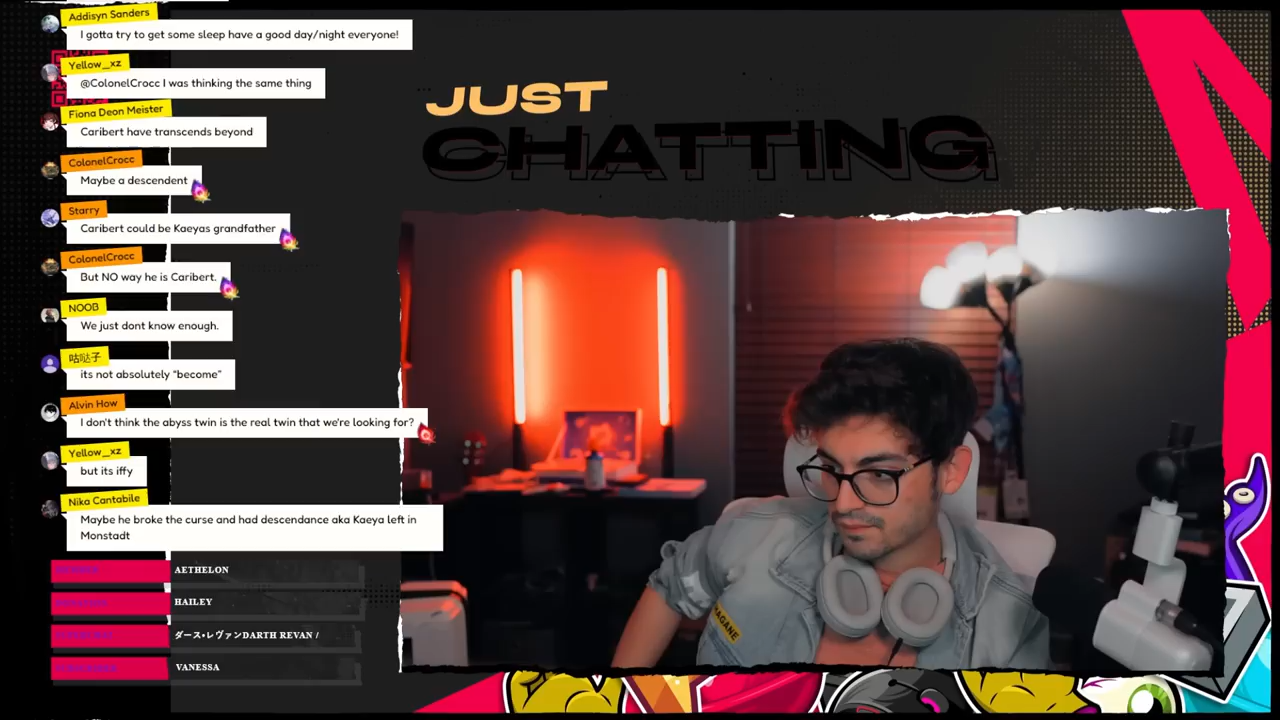 Addisyn Sanders
I gotta try to get some sleep have a good day/night everyone!
Yellow_xz
@ColonelCrocc I was thinking the same thing
Fiona Deon Meister
Caribert have transcends beyond
ColonelCrocc
Maybe a descendent
Starry
Caribert could be Kaeyas grandfather
ColonelCrocc
But NO way he is Caribert.
NOOB
We just dont know enough.
咕哒子
its not absolutely "become"
Alvin How
I don't think the abyss twin is the real twin that we're looking for?
Yellow_xz
but its iffy
Nika Cantabile
Maybe he broke the curse and had descendance aka Kaeya left in
Monstadt
AETHELON
HAILEY
ダース•レヴァンDARTH REVAN /
VANESSA
JUST
CHATTING